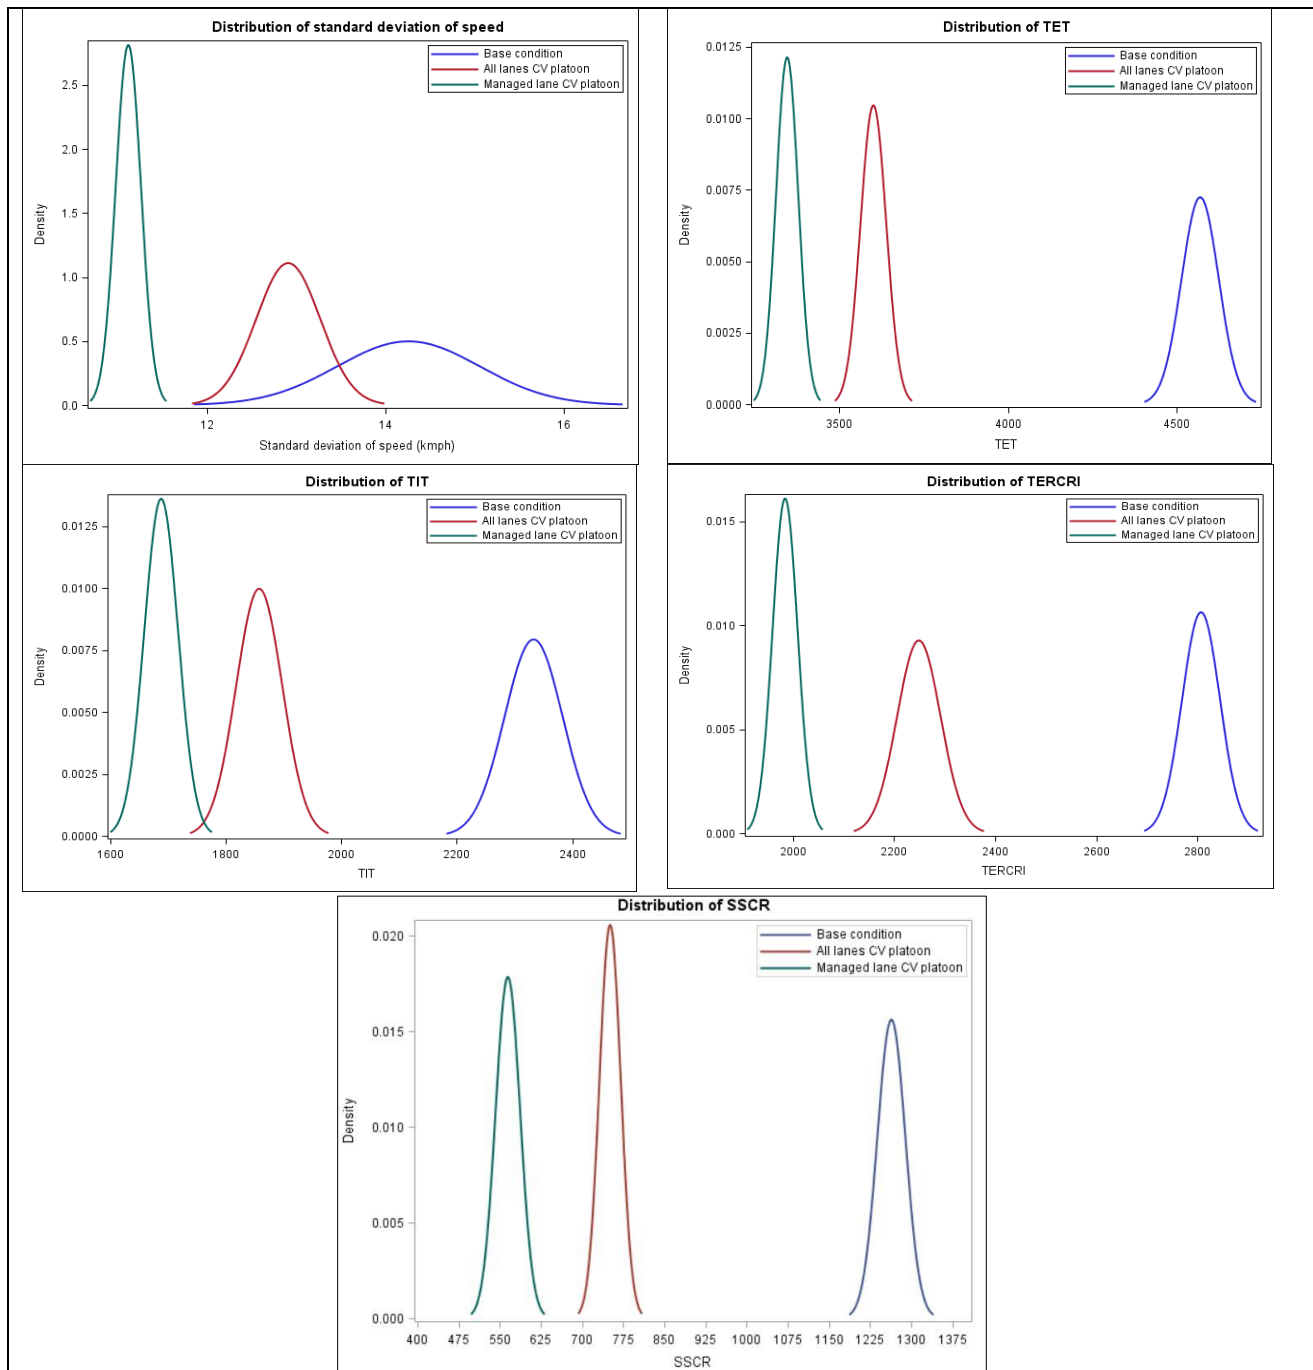 Distribution of standard deviation of speed
Base condition
All lanes CV platoon
Managed lane CV platoon
2.5
2.0
1.5
1.0
0.5
0.0
Density
12 14 16
Standard deviation of speed (kmph)
Distribution of TET
Base condition
All lanes CV platoon
Managed lane CV platoon
0.0125
0.0100
0.0075
0.0050
0.0025
0.0000
Density
3500 4000 4500
TET
Distribution of TIT
Base condition
All lanes CV platoon
Managed lane CV platoon
0.0125
0.0100
0.0075
0.0050
0.0025
0.0000
Density
1600 1800 2000 2200 2400
TIT
Distribution of TERCRI
Base condition
All lanes CV platoon
Managed lane CV platoon
0.015
0.010
0.005
0.000
Density
2000 2200 2400 2600 2800
TERCRI
Distribution of SSCR
Base condition
All lanes CV platoon
Managed lane CV platoon
0.020
0.015
0.010
0.005
0.000
Density
400 475 550 625 700 775 850 925 1000 1075 1150 1225 1300 1375
SSCR